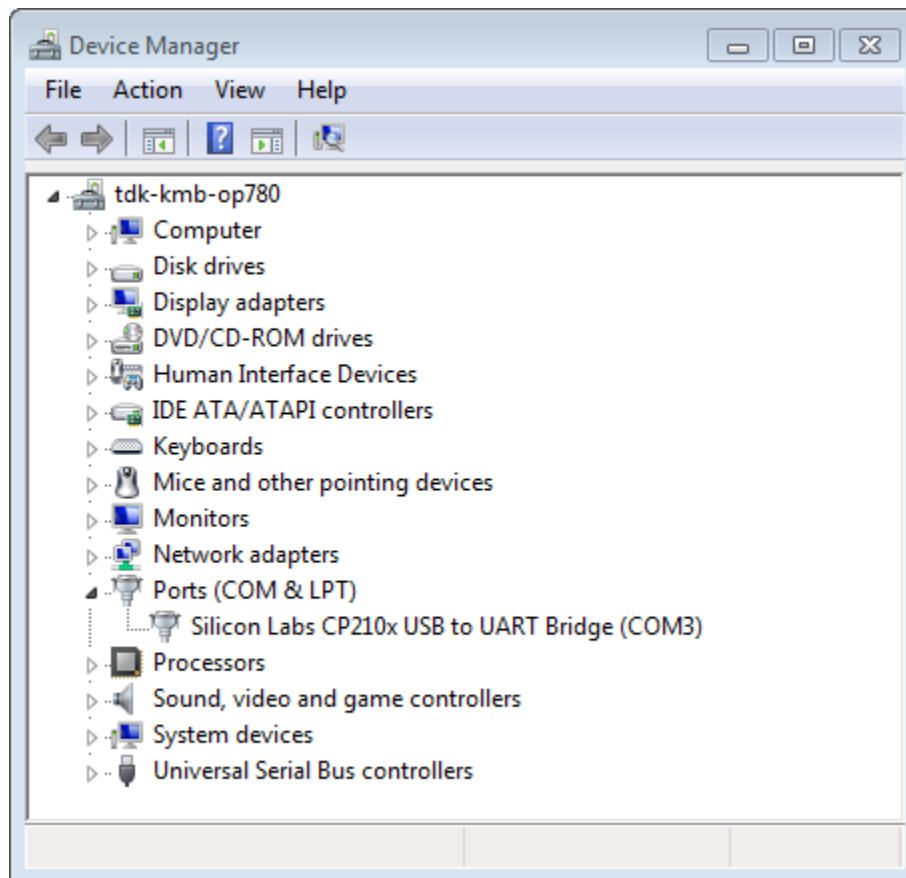 Device Manager
File Action View Help
tdk-kmb-op780
Computer
Disk drives
Display adapters
DVD/CD-ROM drives
Human Interface Devices
IDE ATA/ATAPI controllers
Keyboards
Mice and other pointing devices
Monitors
Network adapters
Ports (COM & LPT)
Silicon Labs CP210x USB to UART Bridge (COM3)
Processors
Sound, video and game controllers
System devices
Universal Serial Bus controllers